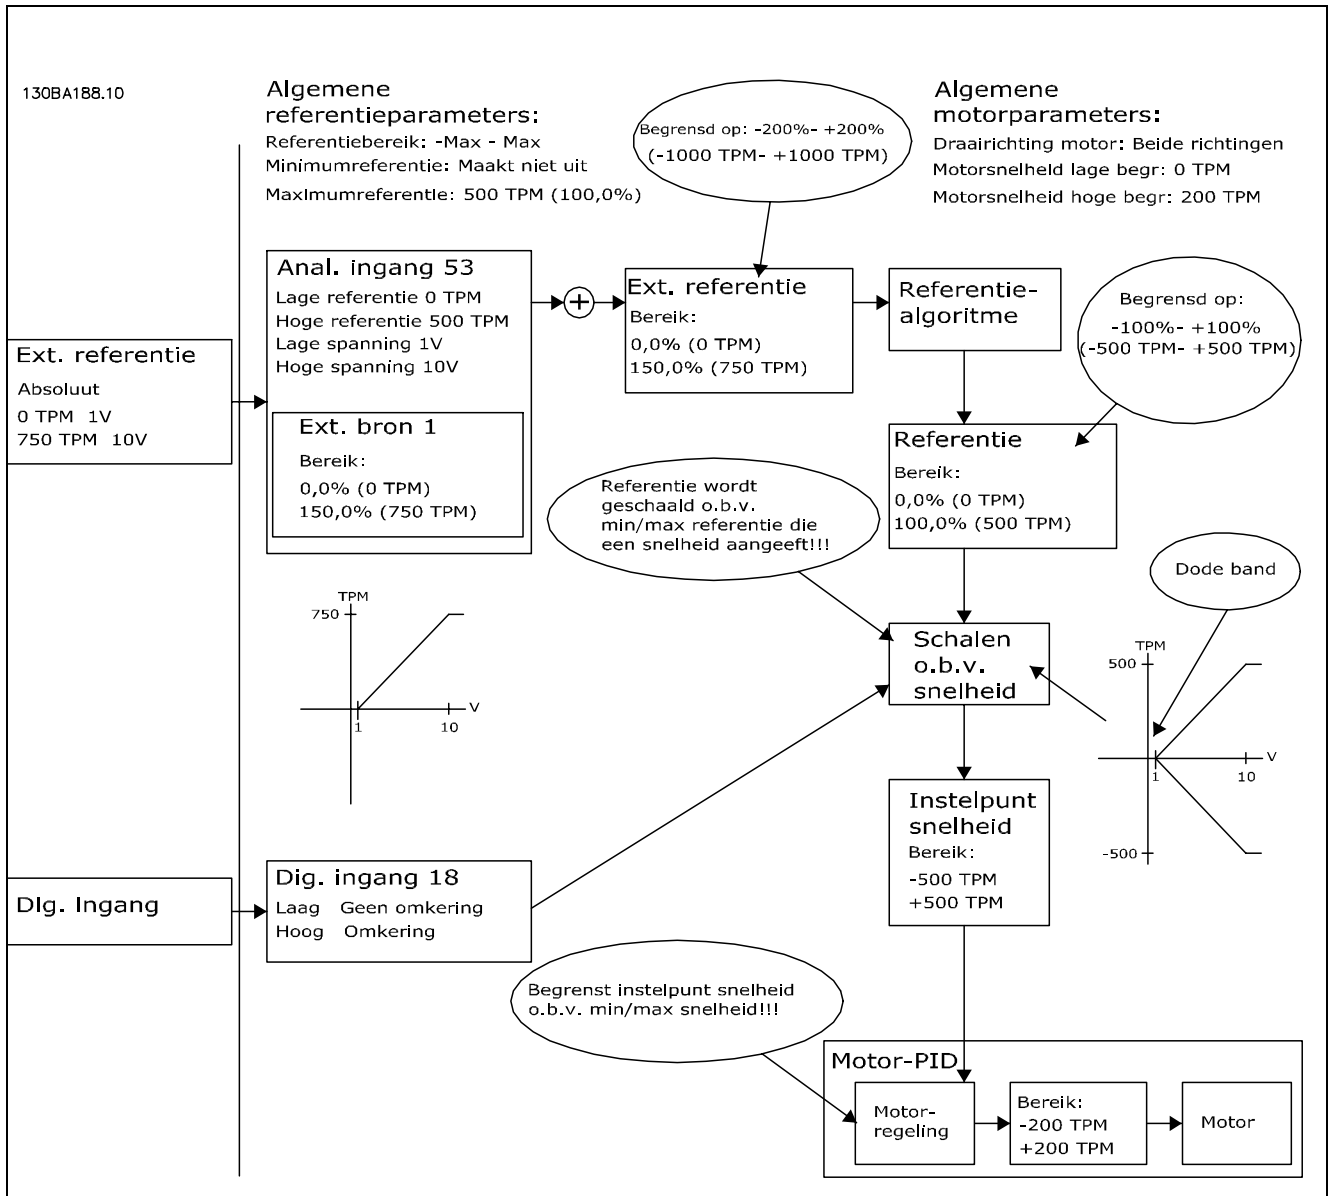 130BA188.10
Algemene
referentieparameters:
Referentiebereik: -Max - Max
Minimumreferentie: Maakt niet uit
MaxImumreferentIe: 500 TPM (100,0%)
Begrensd op: -200%- +200%
(-1000 TPM- +1000 TPM)
Algemene
motorparameters:
Draairichting motor: Beide richtingen
Motorsnelheid lage begr: 0 TPM
Motorsnelheid hoge begr: 200 TPM
Ext. referentie
Absoluut
0 TPM 1V
750 TPM 10V
Anal. ingang 53
Lage referentie 0 TPM
Hoge referentie 500 TPM
Lage spanning 1V
Hoge spanning 10V
Ext. bron 1
Bereik:
0,0% (0 TPM)
150,0% (750 TPM)
+
Ext. referentie
Bereik:
0,0% (0 TPM)
150,0% (750 TPM)
Referentie-
algoritme
Begrensd op:
-100%- +100%
(-500 TPM- +500 TPM)
Referentie
Bereik:
0,0% (0 TPM)
100,0% (500 TPM)
Referentie wordt
geschaald o.b.v.
min/max referentie die
een snelheid aangeeft!!!
Dode band
TPM
750
V
1
10
Schalen
o.b.v.
snelheid
TPM
500
V
1
10
-500
Instelpunt
snelheid
Bereik:
-500 TPM
+500 TPM
DIg. Ingang
Dig. ingang 18
Laag Geen omkering
Hoog Omkering
Begrenst instelpunt snelheid
o.b.v. min/max snelheid!!!
Motor-PID
Motor-
regeling
Bereik:
-200 TPM
+200 TPM
Motor